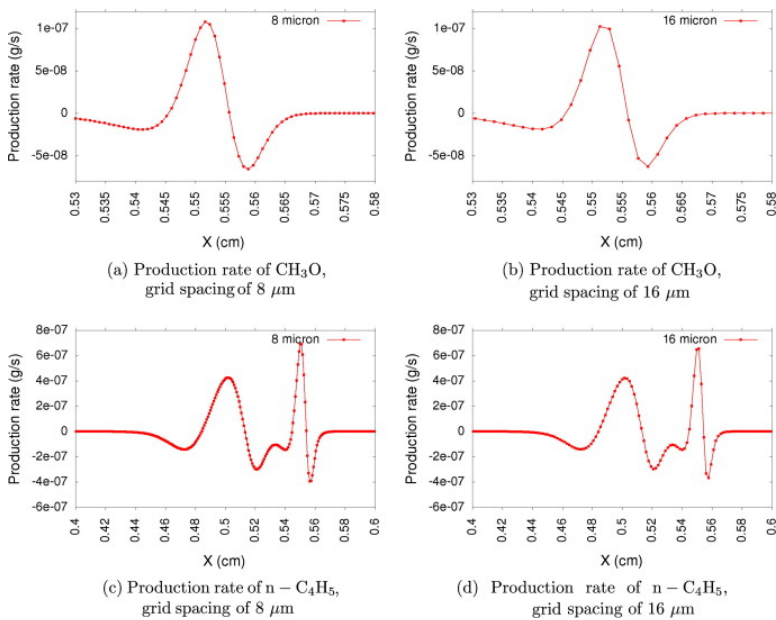 8 micron
Production rate (g/s)
1e-07
5e-08
0
-5e-08
0.53
0.535
0.54
0.545
0.55
0.555
0.56
0.565
0.57
0.575
0.58
X (cm)
(a) Production rate of CH₃O,
grid spacing of 8 μm
16 micron
Production rate (g/s)
1e-07
5e-08
0
-5e-08
0.53
0.535
0.54
0.545
0.55
0.555
0.56
0.565
0.57
0.575
0.58
X (cm)
(b) Production rate of CH₃O,
grid spacing of 16 μm
8 micron
Production rate (g/s)
8e-07
6e-07
4e-07
2e-07
0
-2e-07
-4e-07
-6e-07
0.4
0.42
0.44
0.46
0.48
0.5
0.52
0.54
0.56
0.58
0.6
X (cm)
(c) Production rate of n − C₄H₅,
grid spacing of 8 μm
16 micron
Production rate (g/s)
8e-07
6e-07
4e-07
2e-07
0
-2e-07
-4e-07
-6e-07
0.4
0.42
0.44
0.46
0.48
0.5
0.52
0.54
0.56
0.58
0.6
X (cm)
(d) Production rate of n − C₄H₅,
grid spacing of 16 μm